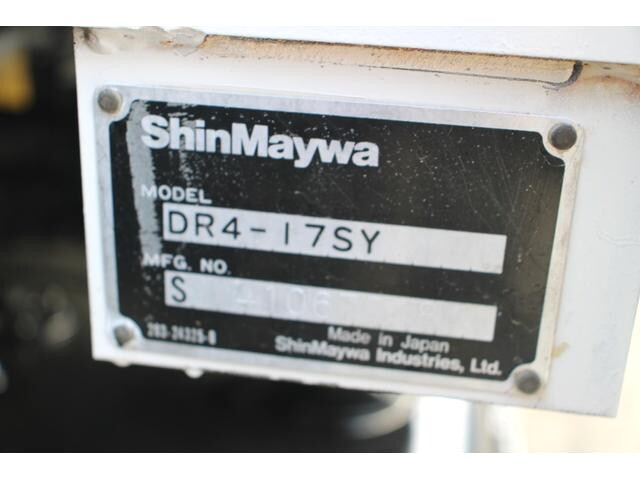 ShinMaywa
MODEL
DR4-17SY
MFG. NO.
S
Made in Japan
ShinMaywa Industries, Ltd.